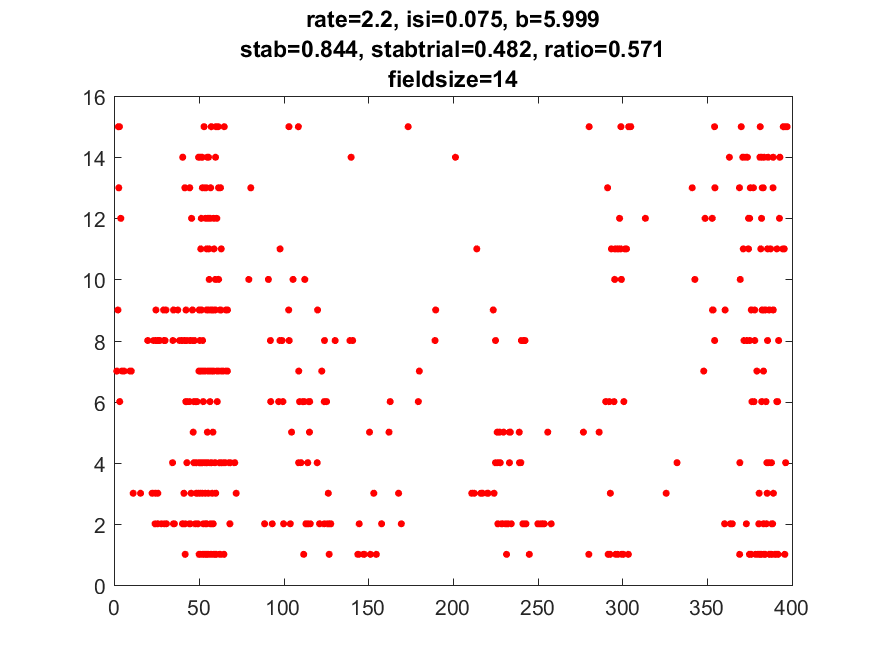 rate=2.2, isi=0.075, b=5.999
stab=0.844, stabtrial=0.482, ratio=0.571
fieldsize=14
16
14
12
10
8
6
4
2
0
0 50 100 150 200 250 300 350 400